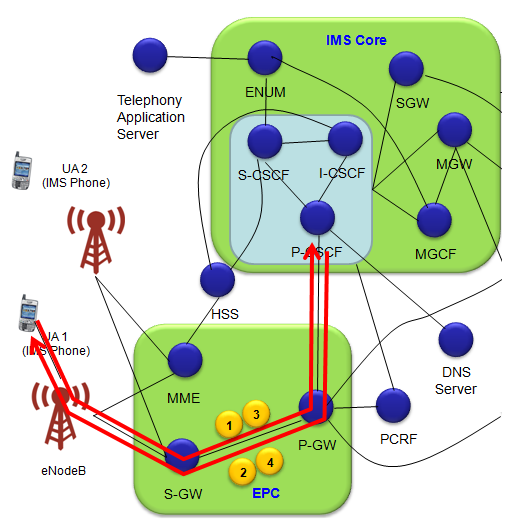 IMS Core
ENUM
SGW
Telephony
Application
Server
MGW
S-CSCF
I-CSCF
UA 2
(IMS Phone)
P-CSCF
MGCF
HSS
UA 1
(IMS Phone)
DNS
Server
MME
1
3
P-GW
PCRF
eNodeB
2
4
S-GW
EPC